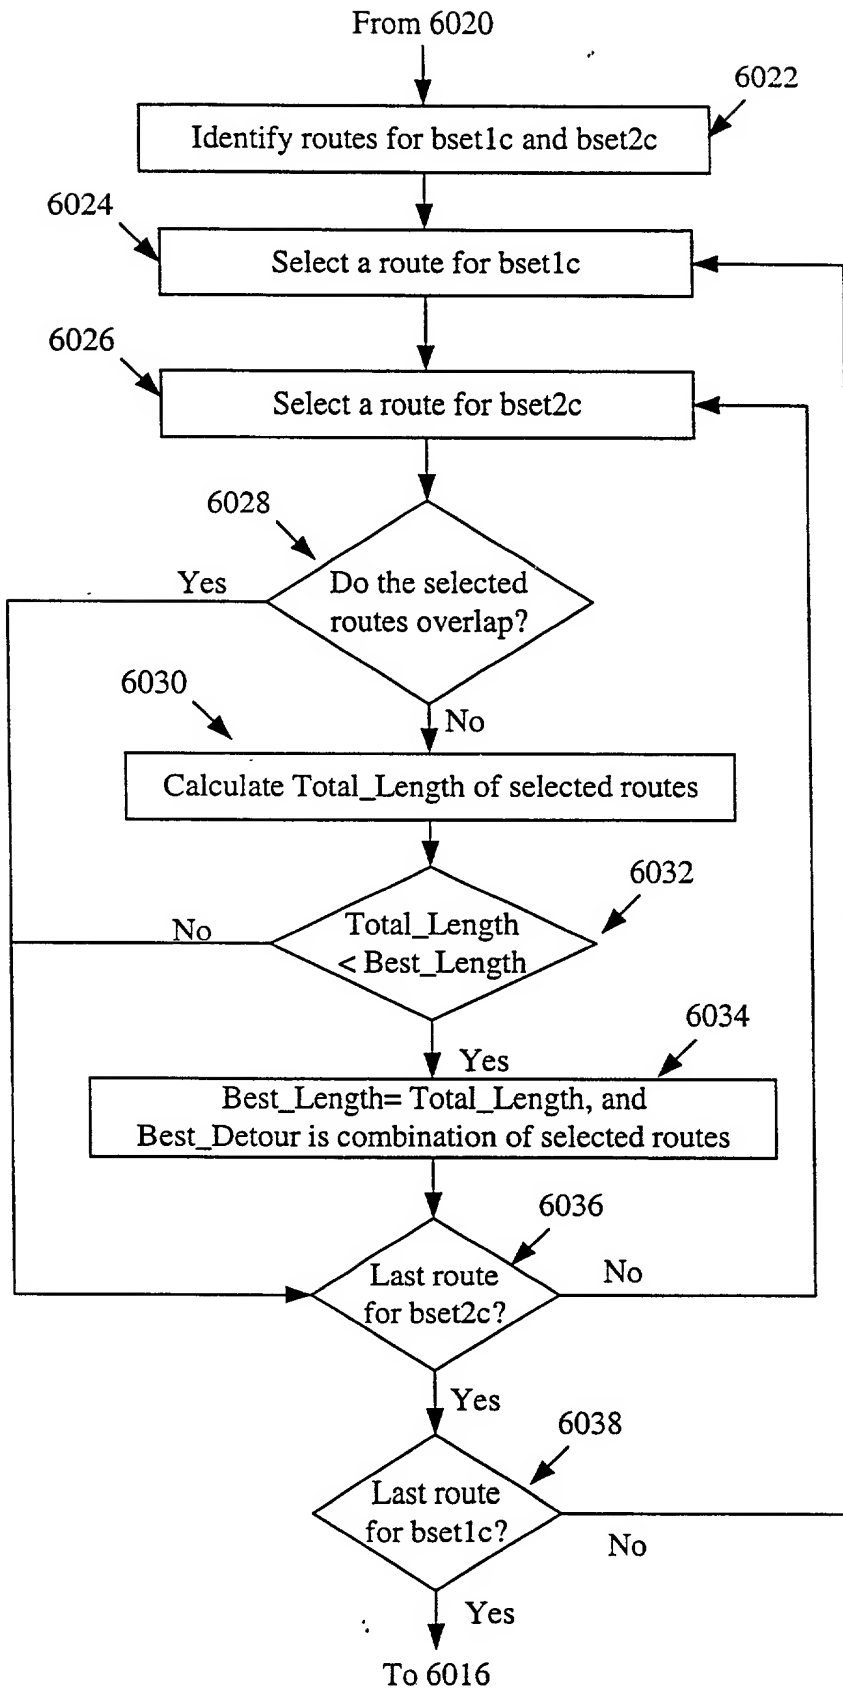 From 6020
6022
Identify routes for bset1c and bset2c
6024
Select a route for bset1c
6026
Select a route for bset2c
6028
Yes
Do the selected
routes overlap?
6030
No
Calculate Total_Length of selected routes
6032
No
Total_Length
< Best_Length
6034
Yes
Best_Length= Total_Length, and
Best_Detour is combination of selected routes
6036
Last route
for bset2c?
No
Yes
6038
Last route
for bset1c?
No
Yes
To 6016